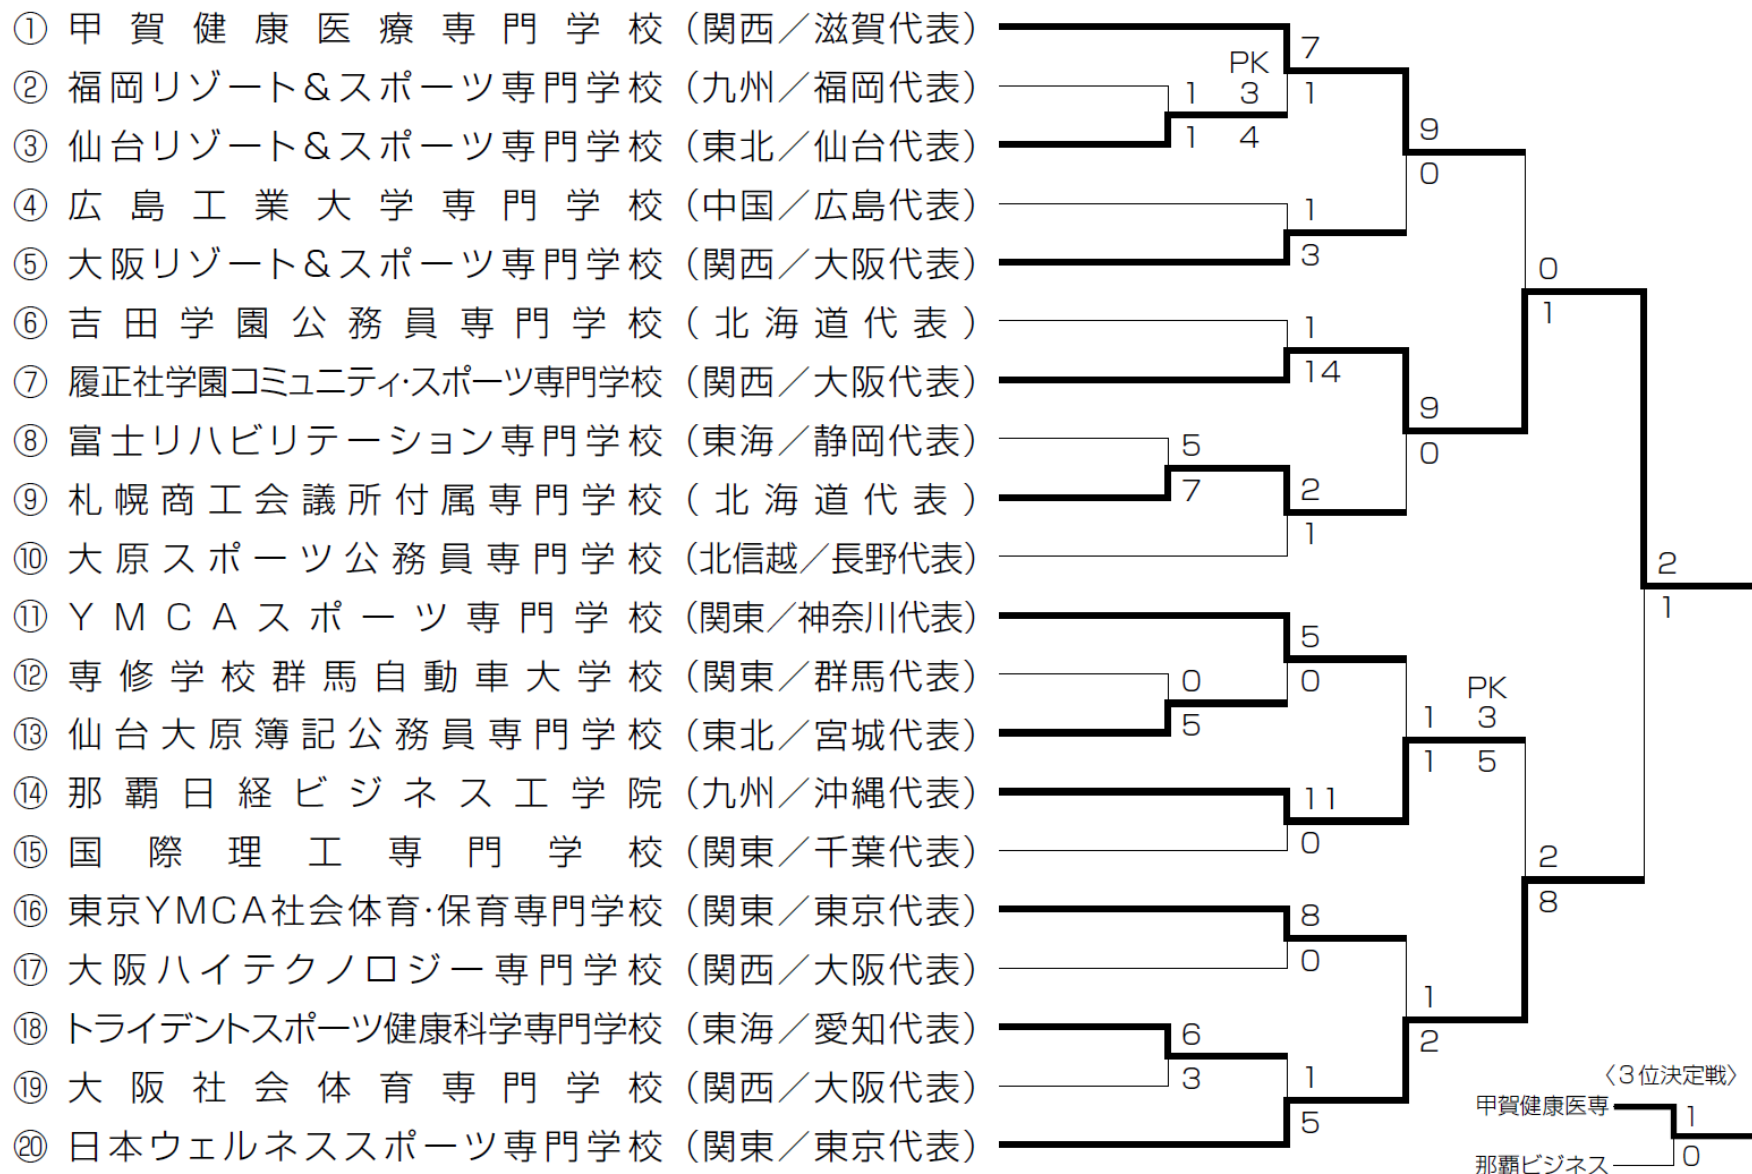 ① 甲賀健康医療専門学校 (関西／滋賀代表)
② 福岡リゾート&スポーツ専門学校 (九州／福岡代表)
③ 仙台リゾート&スポーツ専門学校 (東北／仙台代表)
④ 広島工業大学専門学校 (中国／広島代表)
⑤ 大阪リゾート&スポーツ専門学校 (関西／大阪代表)
⑥ 吉田学園公務員専門学校 (北海道代表)
⑦ 履正社学園コミュニティ・スポーツ専門学校 (関西／大阪代表)
⑧ 富士リハビリテーション専門学校 (東海／静岡代表)
⑨ 札幌商工会議所付属専門学校 (北海道代表)
⑩ 大原スポーツ公務員専門学校 (北信越／長野代表)
⑪ YMCAスポーツ専門学校 (関東／神奈川代表)
⑫ 専修学校群馬自動車大学校 (関東／群馬代表)
⑬ 仙台大原簿記公務員専門学校 (東北／宮城代表)
⑭ 那覇日経ビジネス工学院 (九州／沖縄代表)
⑮ 国際理工専門学校 (関東／千葉代表)
⑯ 東京YMCA社会体育・保育専門学校 (関東／東京代表)
⑰ 大阪ハイテクノロジー専門学校 (関西／大阪代表)
⑱ トライデントスポーツ健康科学専門学校 (東海／愛知代表)
⑲ 大阪社会体育専門学校 (関西／大阪代表)
⑳ 日本ウェルネススポーツ専門学校 (関東／東京代表)
PK
1 3
1 4
5
7
0
5
6
3
7
1
1
3
1
14
2
1
5
0
11
0
8
0
1
5
9
0
9
0
PK
1 3
1 5
1
2
0
1
2
8
2
1
〈3位決定戦〉
甲賀健康医専 1
那覇ビジネス 0